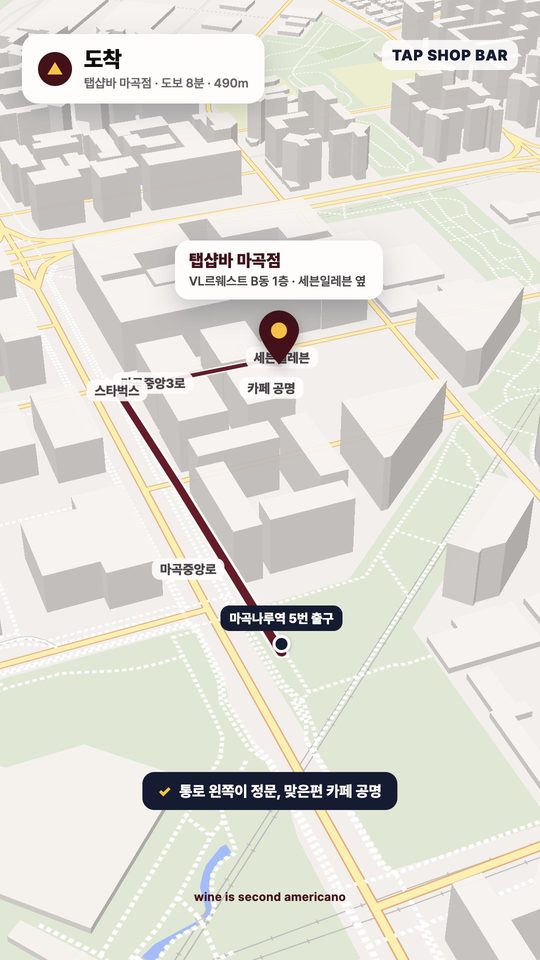 도착
탭샵바 마곡점 · 도보 8분 · 490m
TAP SHOP BAR
탭샵바 마곡점
VL르웨스트 B동 1층 · 세븐일레븐 옆
세븐일레븐
중앙3로
스타벅스
카페 공명
마곡중앙로
마곡나루역 5번 출구
통로 왼쪽이 정문, 맞은편 카페 공명
wine is second americano